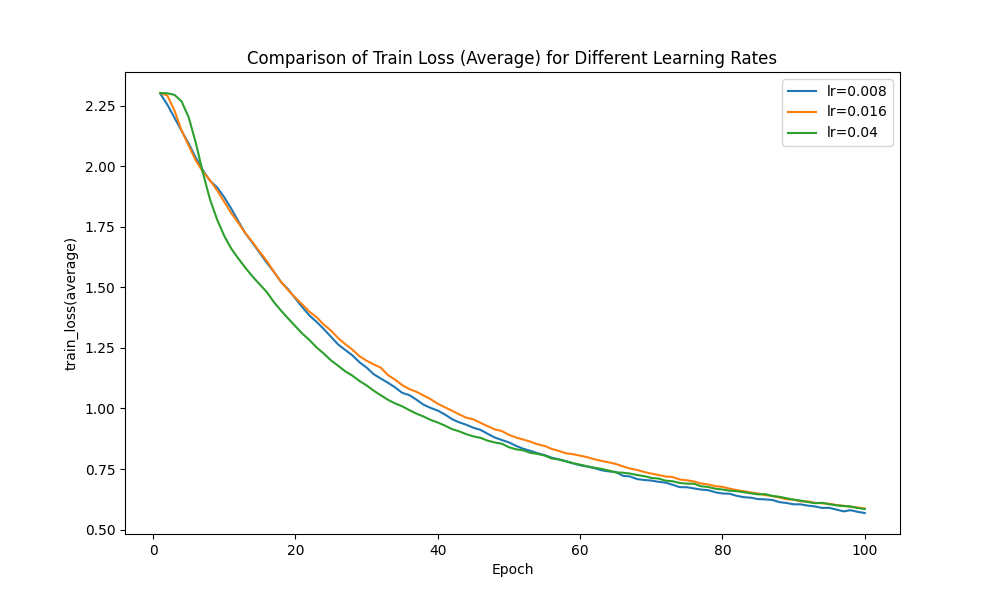 Comparison of Train Loss (Average) for Different Learning Rates
lr=0.008
lr=0.016
lr=0.04
train_loss(average)
2.25
2.00
1.75
1.50
1.25
1.00
0.75
0.50
0 20 40 60 80 100
Epoch